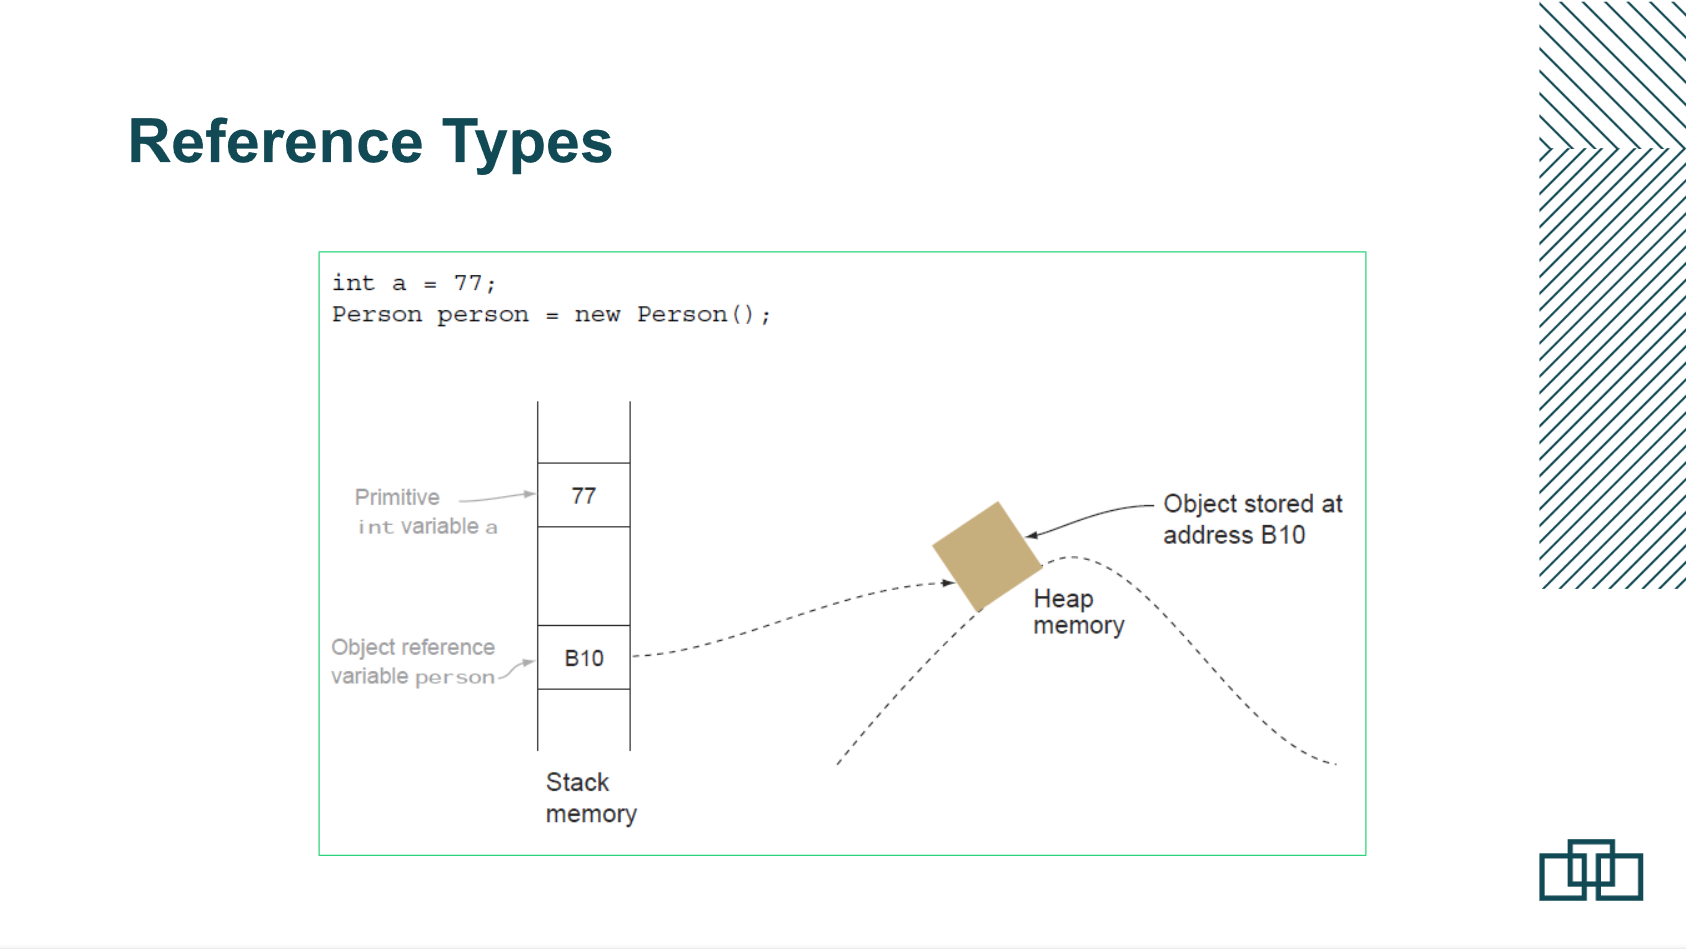 Reference Types
int a = 77;
Person person = new Person();
Primitive
int variable a
77
Object stored at
address B10
Heap
memory
Object reference
variable person
B10
Stack
memory